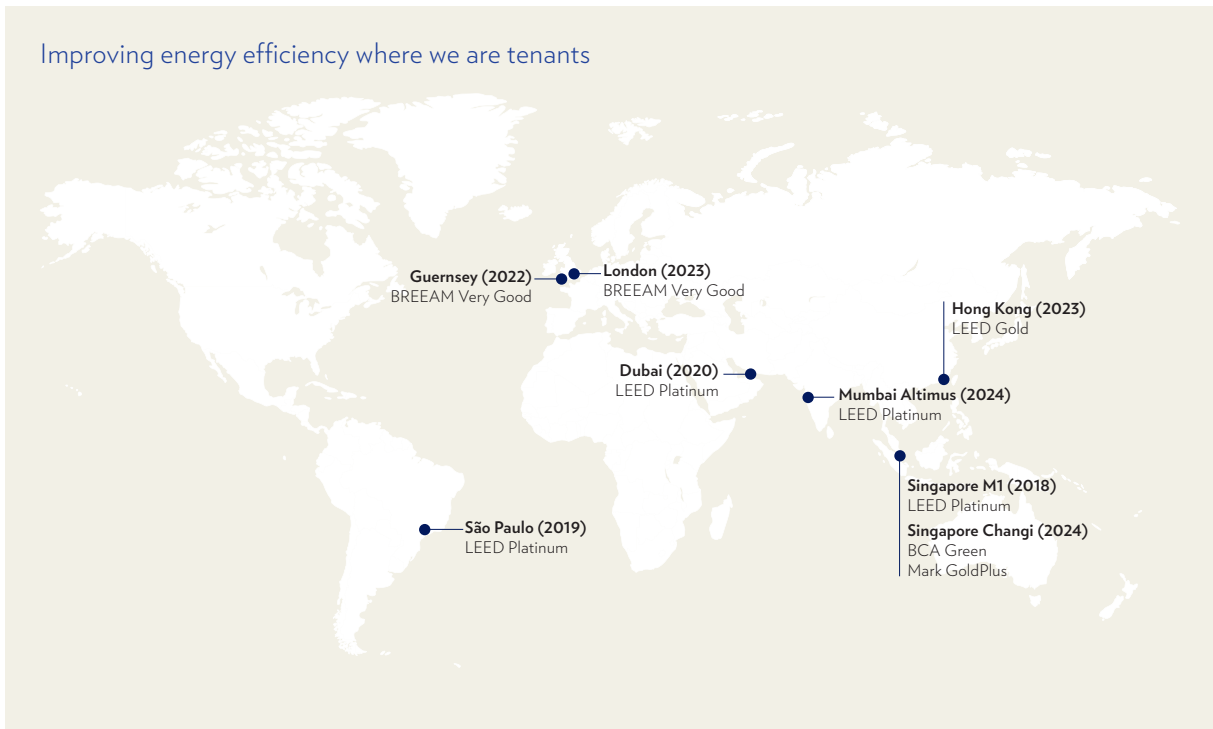 Improving energy efficiency where we are tenants
Guernsey (2022)
BREEAM Very Good
London (2023)
BREEAM Very Good
Hong Kong (2023)
LEED Gold
Dubai (2020)
LEED Platinum
Mumbai Altimus (2024)
LEED Platinum
Singapore M1 (2018)
LEED Platinum
Singapore Changi (2024)
BCA Green
Mark GoldPlus
São Paulo (2019)
LEED Platinum